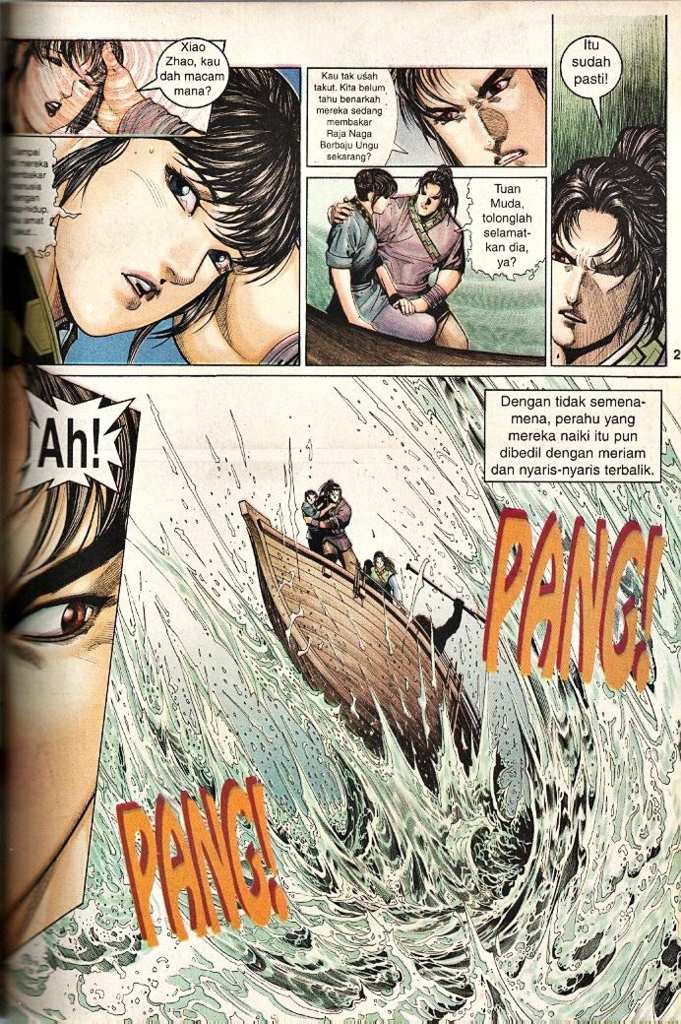 Xiao
Zhao, kau
dah macam
mana?
mereka
Kau tak usah
takut. Kita belum
tahu benarkah
mereka sedang
membakar
Raja Naga
Berbaju Ungu
sekarang?
Tuan
Muda,
tolonglah
selamat-
kan dia,
ya?
Itu
sudah
pasti!
2
Ah!
Dengan tidak semena-
mena, perahu yang
mereka naiki itu pun
dibedil dengan meriam
dan nyaris-nyaris terbalik.
PANG!
PANG!